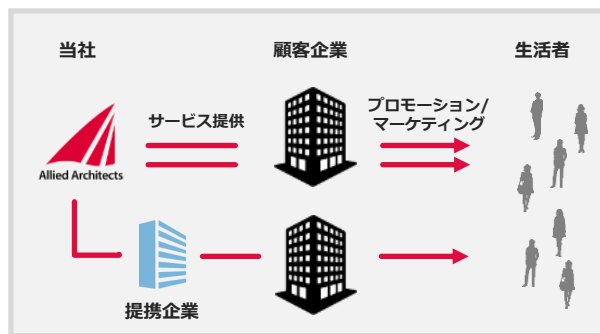 当社
顧客企業
生活者
サービス提供
プロモーション/
マーケティング
Allied Architects
提携企業